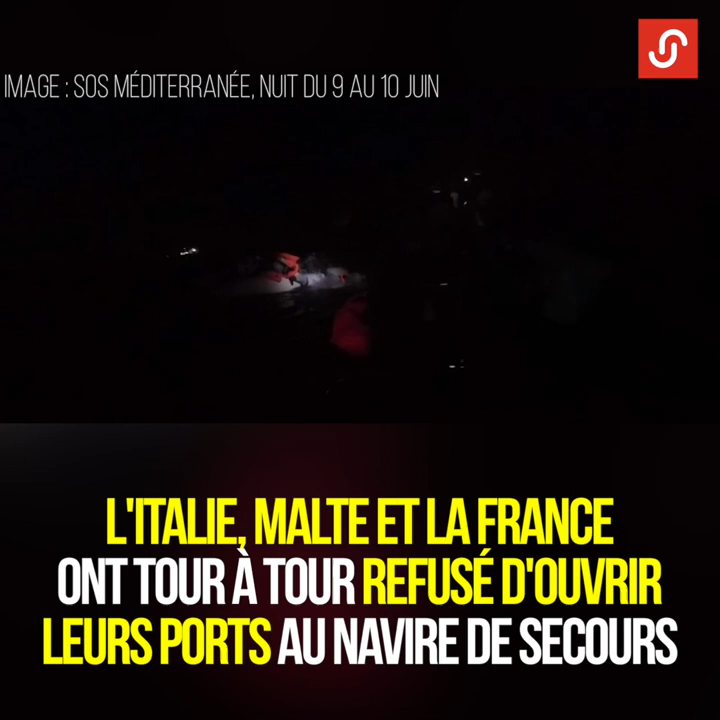 IMAGE : SOS MÉDITERRANÉE, NUIT DU 9 AU 10 JUIN
L'ITALIE, MALTE ET LA FRANCE
ONT TOUR À TOUR REFUSÉ D'OUVRIR
LEURS PORTS AU NAVIRE DE SECOURS